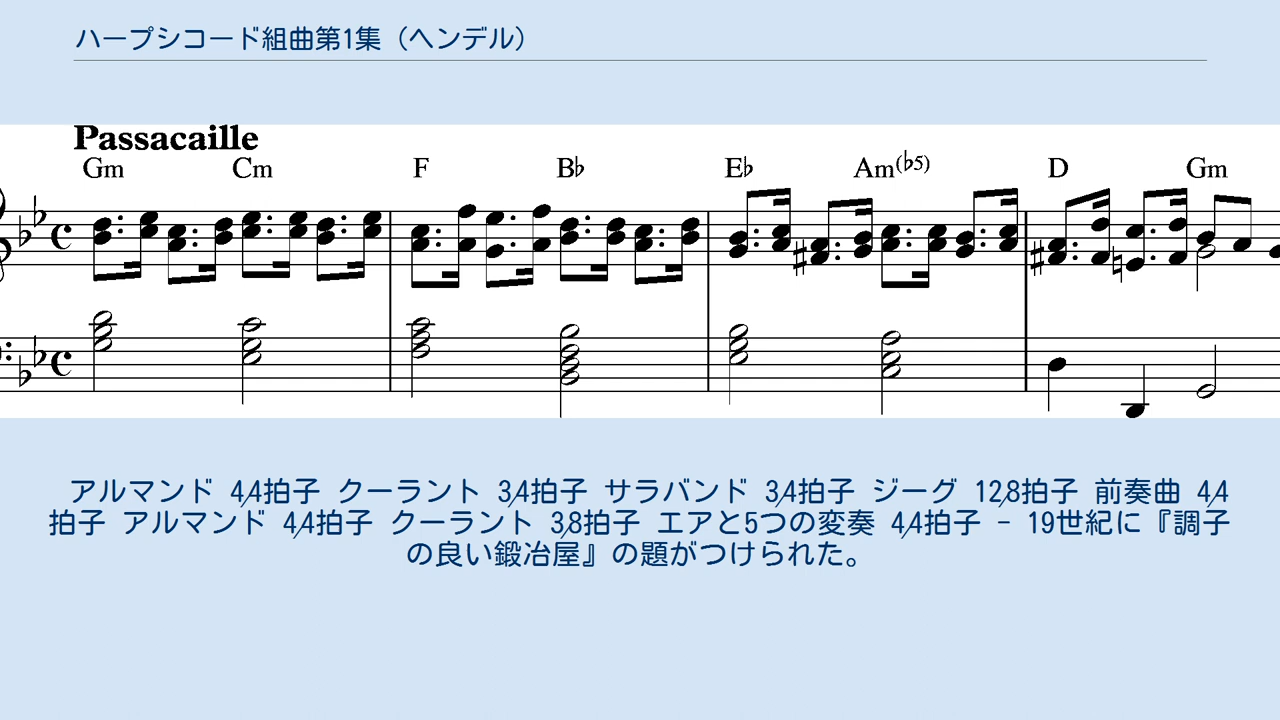 ハープシコード組曲第1集（ヘンデル）
Passacaille
Gm Cm F B♭ E♭ Am(♭5) D Gm
アルマンド 4⁄4拍子 クーラント 3⁄4拍子 サラバンド 3⁄4拍子 ジーグ 12⁄8拍子 前奏曲 4⁄4
拍子 アルマンド 4⁄4拍子 クーラント 3⁄8拍子 エアと5つの変奏 4⁄4拍子 - 19世紀に『調子
の良い鍛冶屋』の題がつけられた。